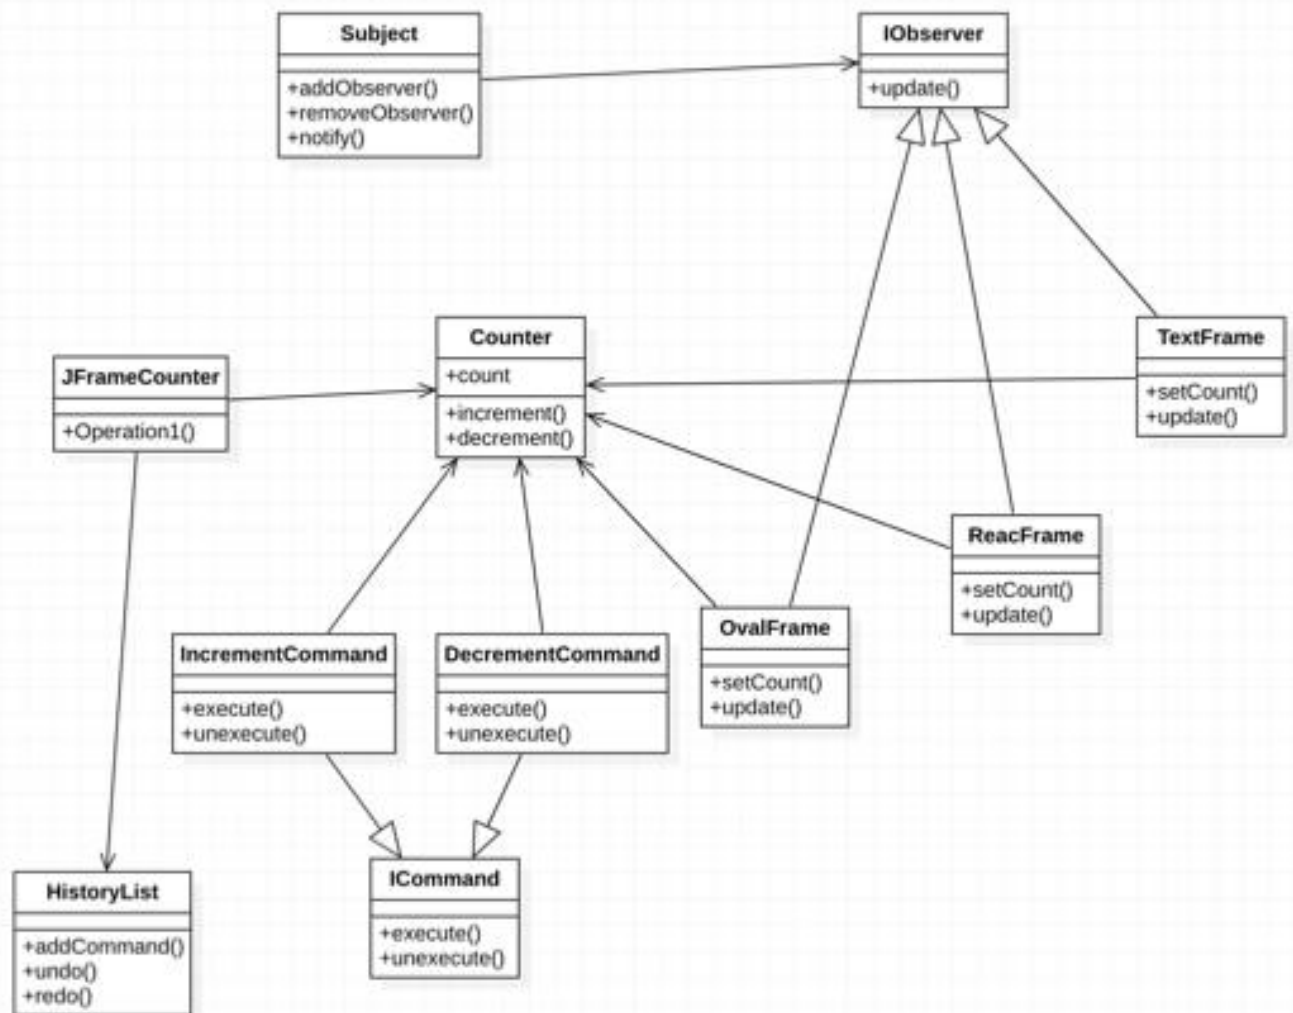 Subject
+addObserver()
+removeObserver()
+notify()
IObserver
+update()
JFrameCounter
+Operation1()
Counter
+count
+increment()
+decrement()
TextFrame
+setCount()
+update()
ReacFrame
+setCount()
+update()
OvalFrame
+setCount()
+update()
IncrementCommand
+execute()
+unexecute()
DecrementCommand
+execute()
+unexecute()
HistoryList
+addCommand()
+undo()
+redo()
ICommand
+execute()
+unexecute()